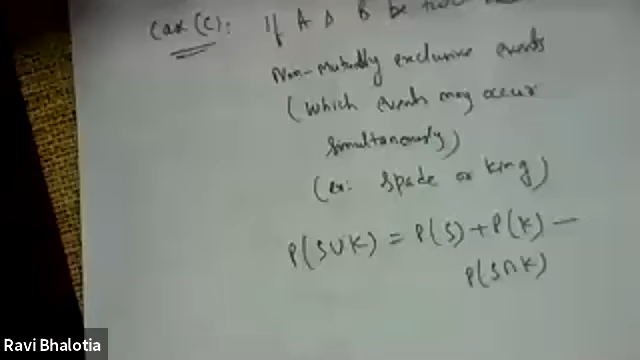 Case (C): If A & B be two
Non-mutually exclusive events
(which events may occur
simultaneously)
(ex: Spade or King)
P(S∪K) = P(S) + P(K) –
P(S∩K)
Ravi Bhalotia